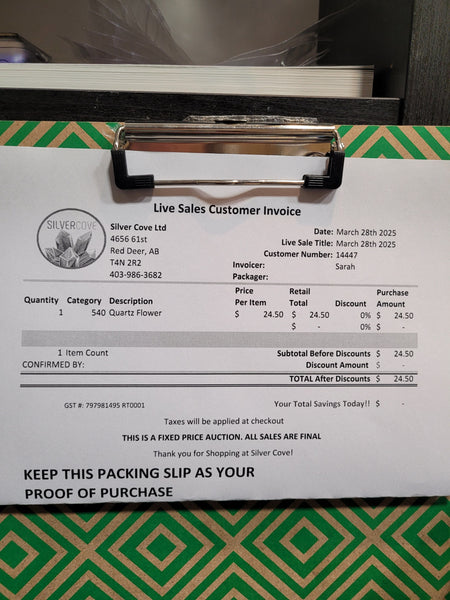 Live Sales Customer Invoice
SILVERCOVE
Silver Cove Ltd
4656 61st
Red Deer, AB
T4N 2R2
403-986-3682
Date: March 28th 2025
Live Sale Title: March 28th 2025
Customer Number: 14447
Invoicer: Sarah
Packager:
Quantity Category Description Price Per Item Retail Total Discount Purchase Amount
1 540 Quartz Flower $ 24.50 $ 24.50 0% $ 24.50
$ - 0% $ -
1 Item Count Subtotal Before Discounts $ 24.50
CONFIRMED BY: Discount Amount $ -
TOTAL After Discounts $ 24.50
GST #: 797981495 RT0001 Your Total Savings Today!! $ -
Taxes will be applied at checkout
THIS IS A FIXED PRICE AUCTION. ALL SALES ARE FINAL
Thank you for Shopping at Silver Cove!
KEEP THIS PACKING SLIP AS YOUR
PROOF OF PURCHASE